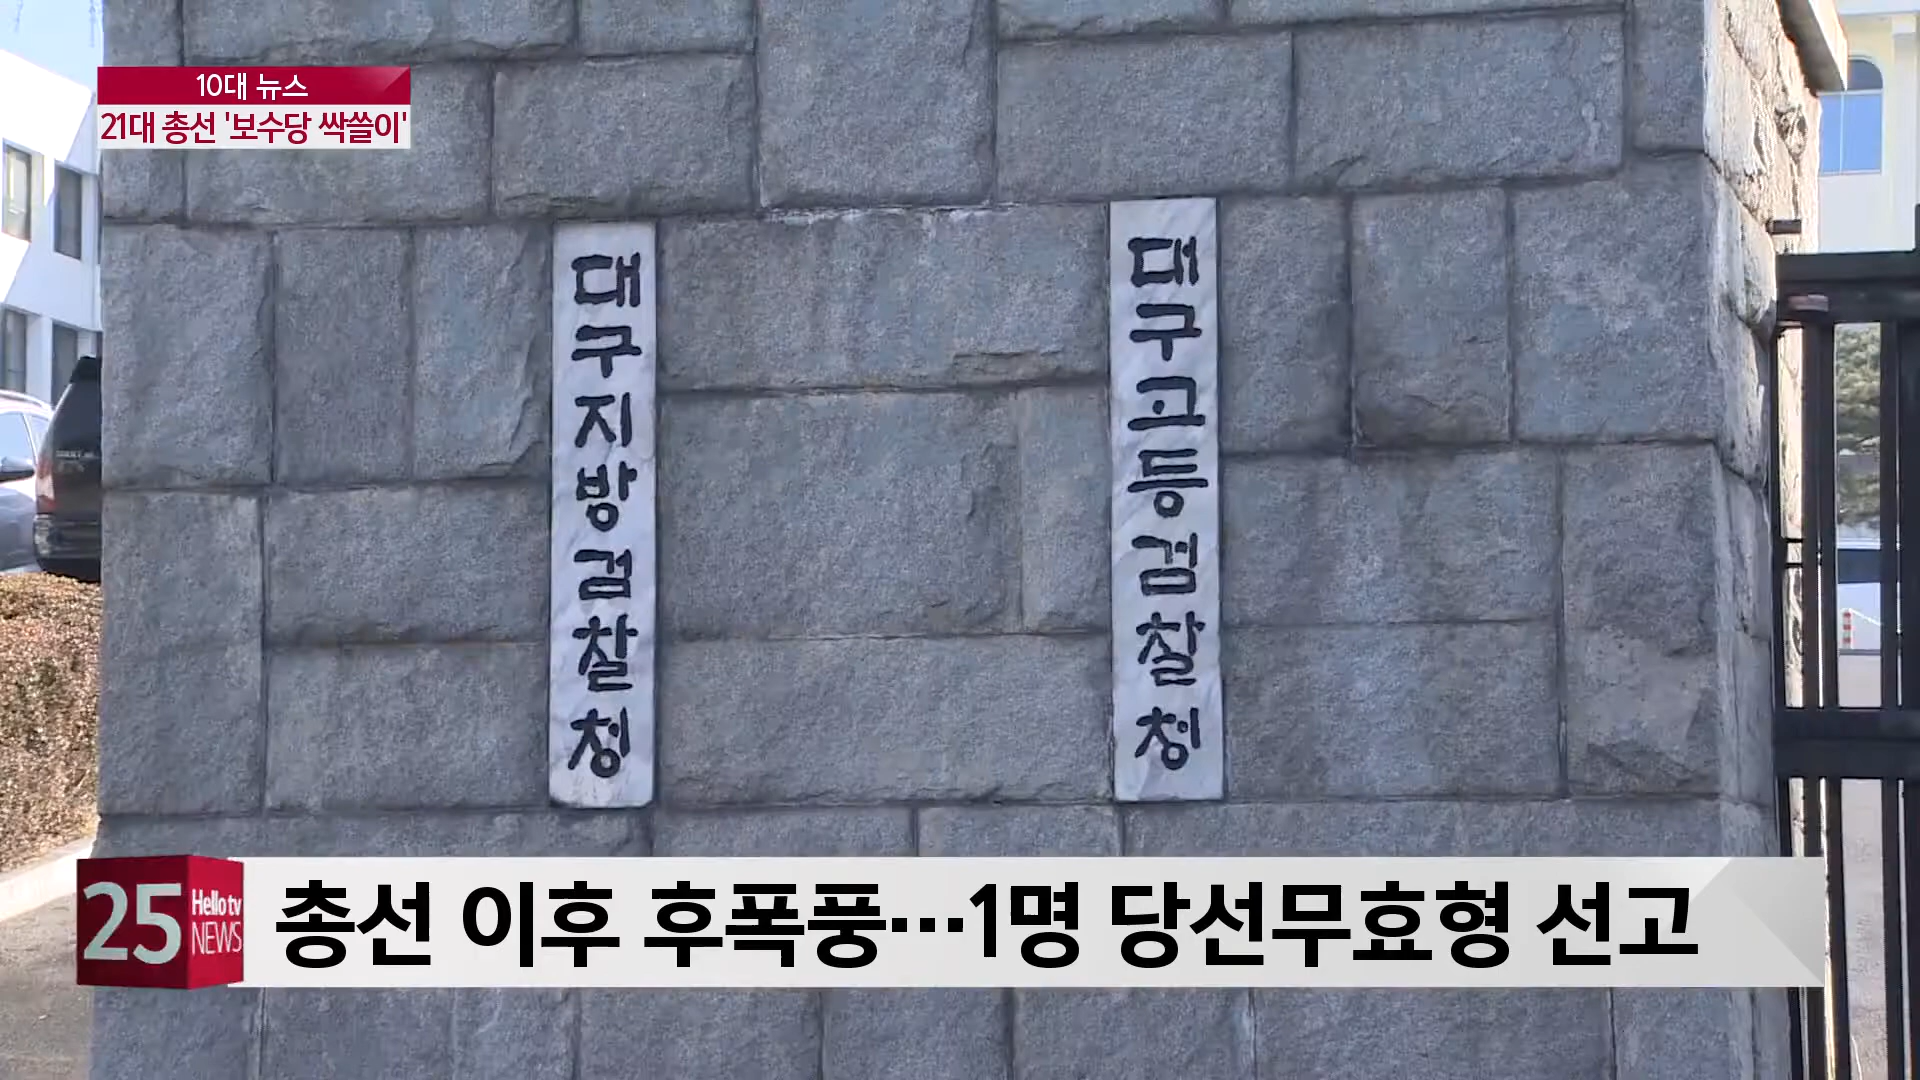 10대 뉴스
21대 총선 '보수당 싹쓸이'
대구지방검찰청
대구고등검찰청
25 Hello tv NEWS
총선 이후 후폭풍…1명 당선무효형 선고